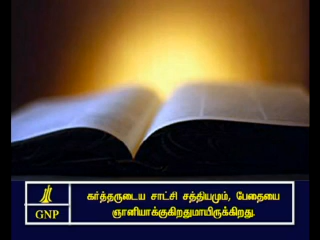 கர்த்தருடைய சாட்சி சத்தியமும், பேதையை
ஞானியாக்குகிறதுமாயிருக்கிறது.
GNP